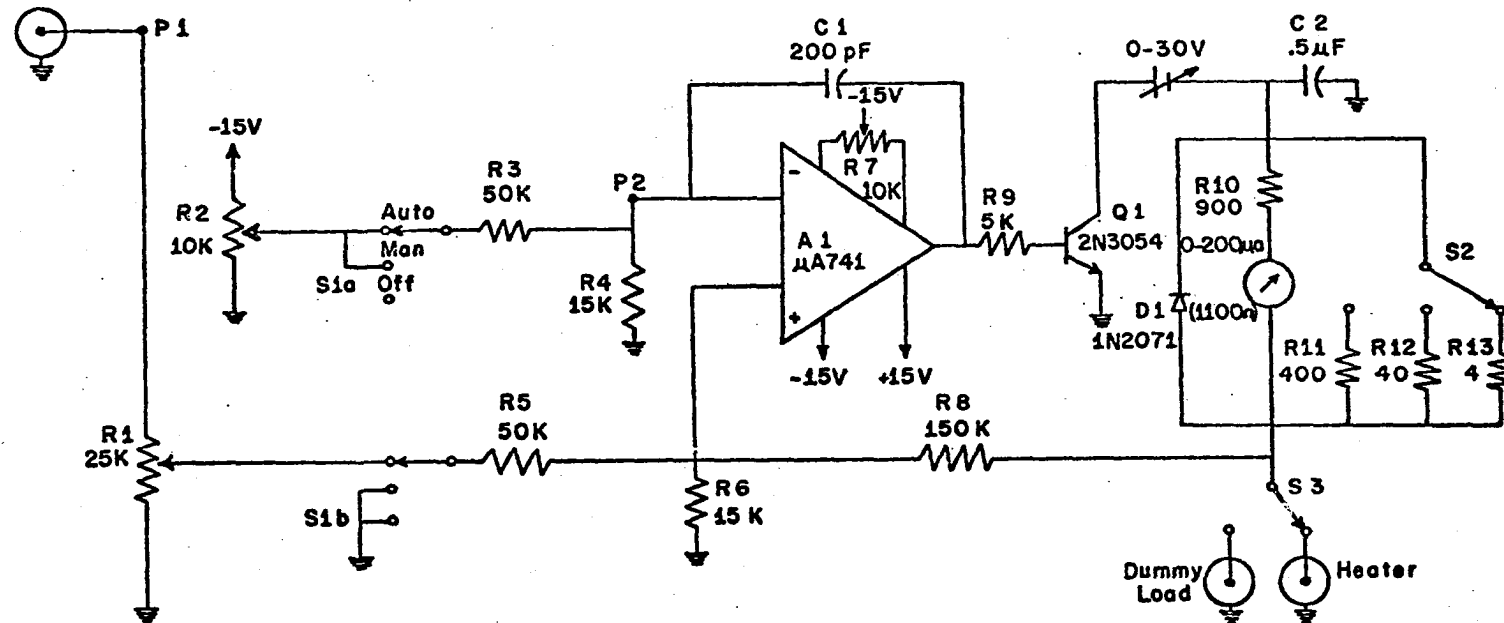 P1
-15V
R2
10K
Auto
Man
Off
S1a
R3
50K
P2
R4
15K
C1
200 pF
-15V
R7
10K
-
A1
μA741
+
-15V
+15V
R9
5K
Q1
2N3054
0-30V
C2
.5μF
R10
900
0-200μa
(1100Ω)
D1
1N2071
S2
R11
400
R12
40
R13
4
R1
25K
S1b
R5
50K
R6
15K
R8
150K
S3
Dummy
Load
Heater